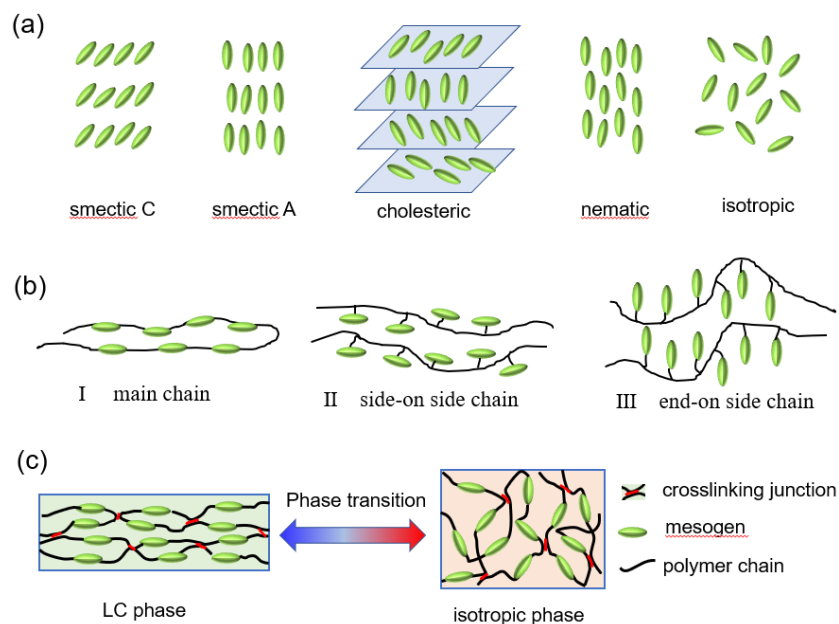 (a)
smectic C
smectic A
cholesteric
nematic
isotropic
(b)
I main chain
II side-on side chain
III end-on side chain
(c)
Phase transition
LC phase
isotropic phase
crosslinking junction
mesogen
polymer chain